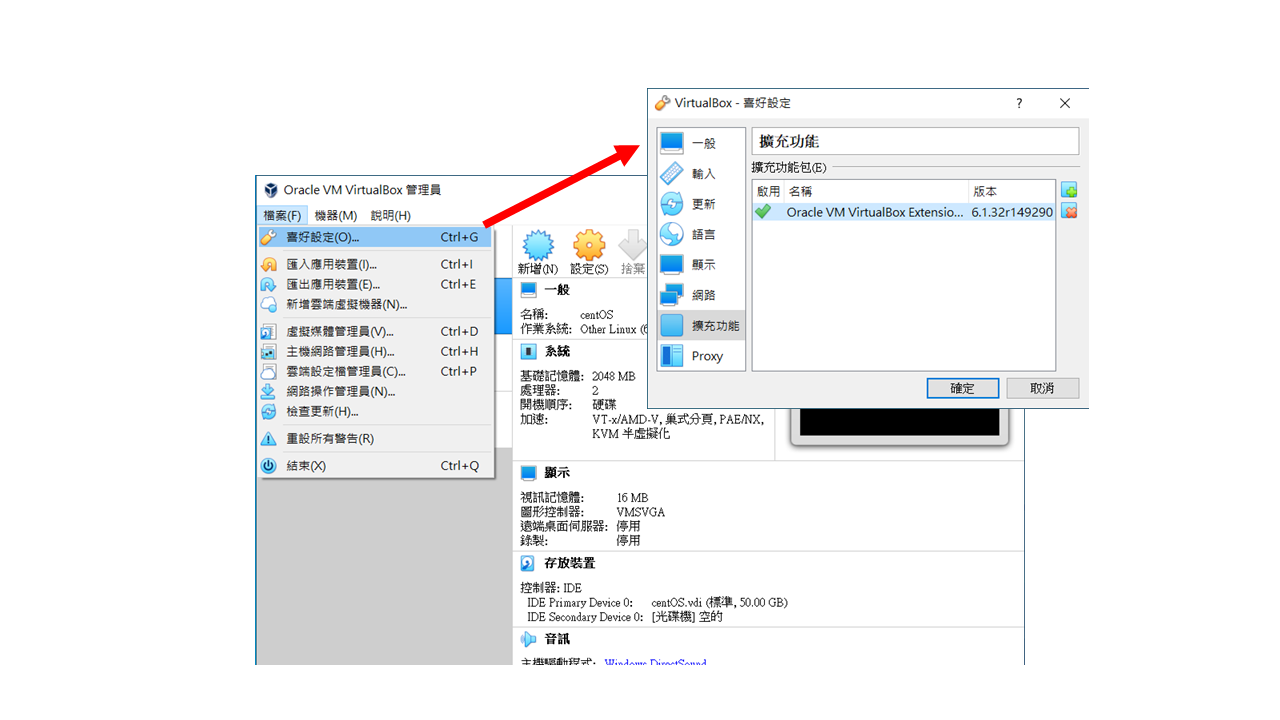 VirtualBox - 喜好設定
?
一般
輸入
更新
語言
顯示
網路
擴充功能
Proxy
擴充功能
擴充功能包(E)
啟用 名稱 版本
Oracle VM VirtualBox Extensio... 6.1.32r149290
確定 取消
Oracle VM VirtualBox 管理員
檔案(F) 機器(M) 說明(H)
喜好設定(O)... Ctrl+G
匯入應用裝置(I)... Ctrl+I
匯出應用裝置(E)... Ctrl+E
新增雲端虛擬機器(N)...
虛擬媒體管理員(V)... Ctrl+D
主機網路管理員(H)... Ctrl+H
雲端設定檔管理員(C)... Ctrl+P
網路操作管理員(N)...
檢查更新(H)...
重設所有警告(R)
結束(X) Ctrl+Q
新增(N) 設定(S) 捨棄
一般
名稱: centOS
作業系統: Other Linux (6
系統
基礎記憶體: 2048 MB
處理器: 2
開機順序: 硬碟
加速: VT-x/AMD-V, 巢式分頁, PAE/NX,
KVM 半虛擬化
顯示
視訊記憶體: 16 MB
圖形控制器: VMSVGA
遠端桌面伺服器: 停用
錄製: 停用
存放裝置
控制器: IDE
IDE Primary Device 0: centOS.vdi (標準, 50.00 GB)
IDE Secondary Device 0: [光碟機] 空的
音訊
主機驅動程式: Windows DirectSound